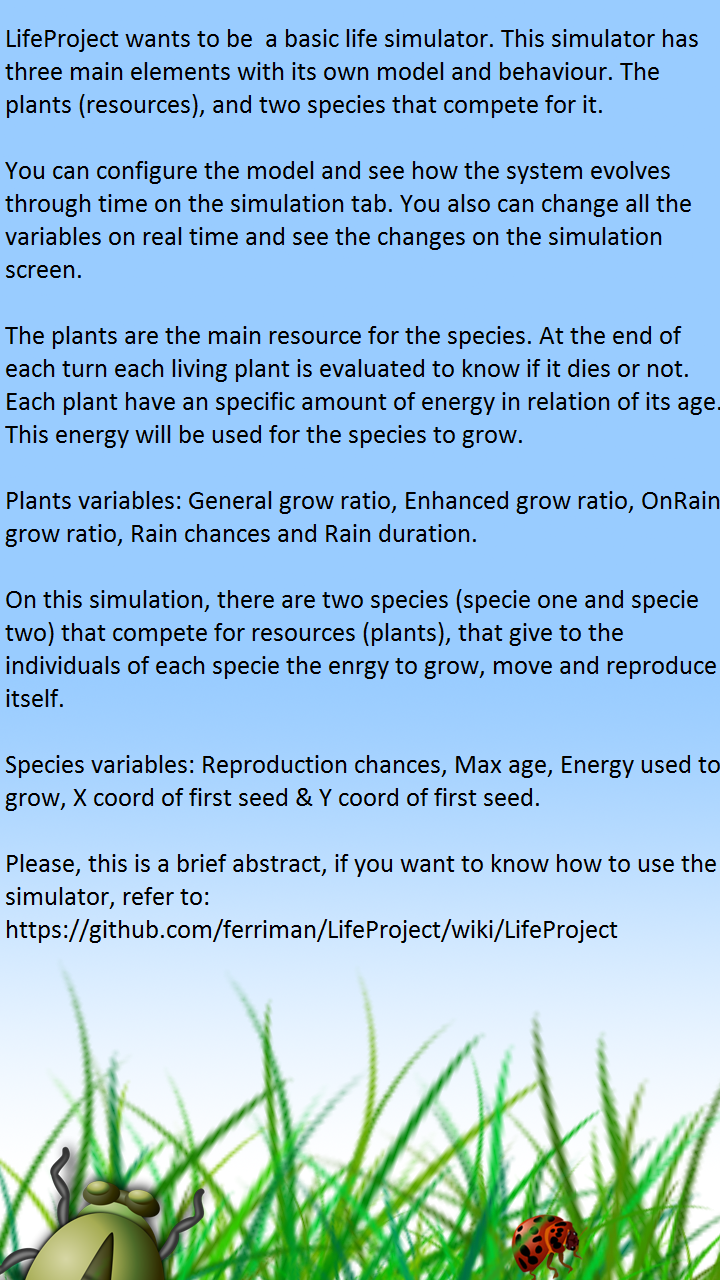 LifeProject wants to be  a basic life simulator. This simulator has
three main elements with its own model and behaviour. The
plants (resources), and two species that compete for it.
You can configure the model and see how the system evolves
through time on the simulation tab. You also can change all the
variables on real time and see the changes on the simulation
screen.
The plants are the main resource for the species. At the end of
each turn each living plant is evaluated to know if it dies or not.
Each plant have an specific amount of energy in relation of its age.
This energy will be used for the species to grow.
Plants variables: General grow ratio, Enhanced grow ratio, OnRain
grow ratio, Rain chances and Rain duration.
On this simulation, there are two species (specie one and specie
two) that compete for resources (plants), that give to the
individuals of each specie the enrgy to grow, move and reproduce
itself.
Species variables: Reproduction chances, Max age, Energy used to
grow, X coord of first seed & Y coord of first seed.
Please, this is a brief abstract, if you want to know how to use the
simulator, refer to:
https://github.com/ferriman/LifeProject/wiki/LifeProject